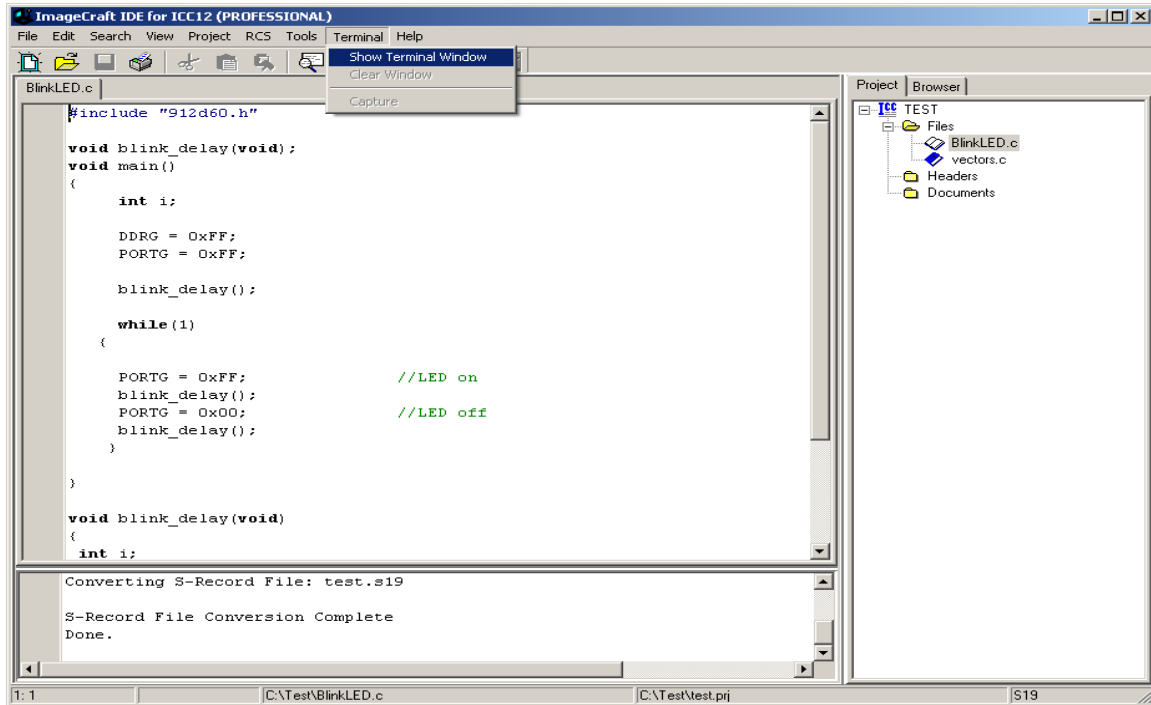 ImageCraft IDE for ICC12 (PROFESSIONAL)
File Edit Search View Project RCS Tools Terminal Help
Show Terminal Window
Clear Window
Capture
BlinkLED.c
#include "912d60.h"
void blink_delay(void);
void main()
{
int i;
DDRG = 0xFF;
PORTG = 0xFF;
blink_delay();
while(1)
{
PORTG = 0xFF; //LED on
blink_delay();
PORTG = 0x00; //LED off
blink_delay();
}
}
void blink_delay(void)
{
int i;
Project Browser
ICC TEST
Files
BlinkLED.c
vectors.c
Headers
Documents
Converting S-Record File: test.s19
S-Record File Conversion Complete
Done.
1: 1 C:\Test\BlinkLED.c C:\Test\test.prj S19